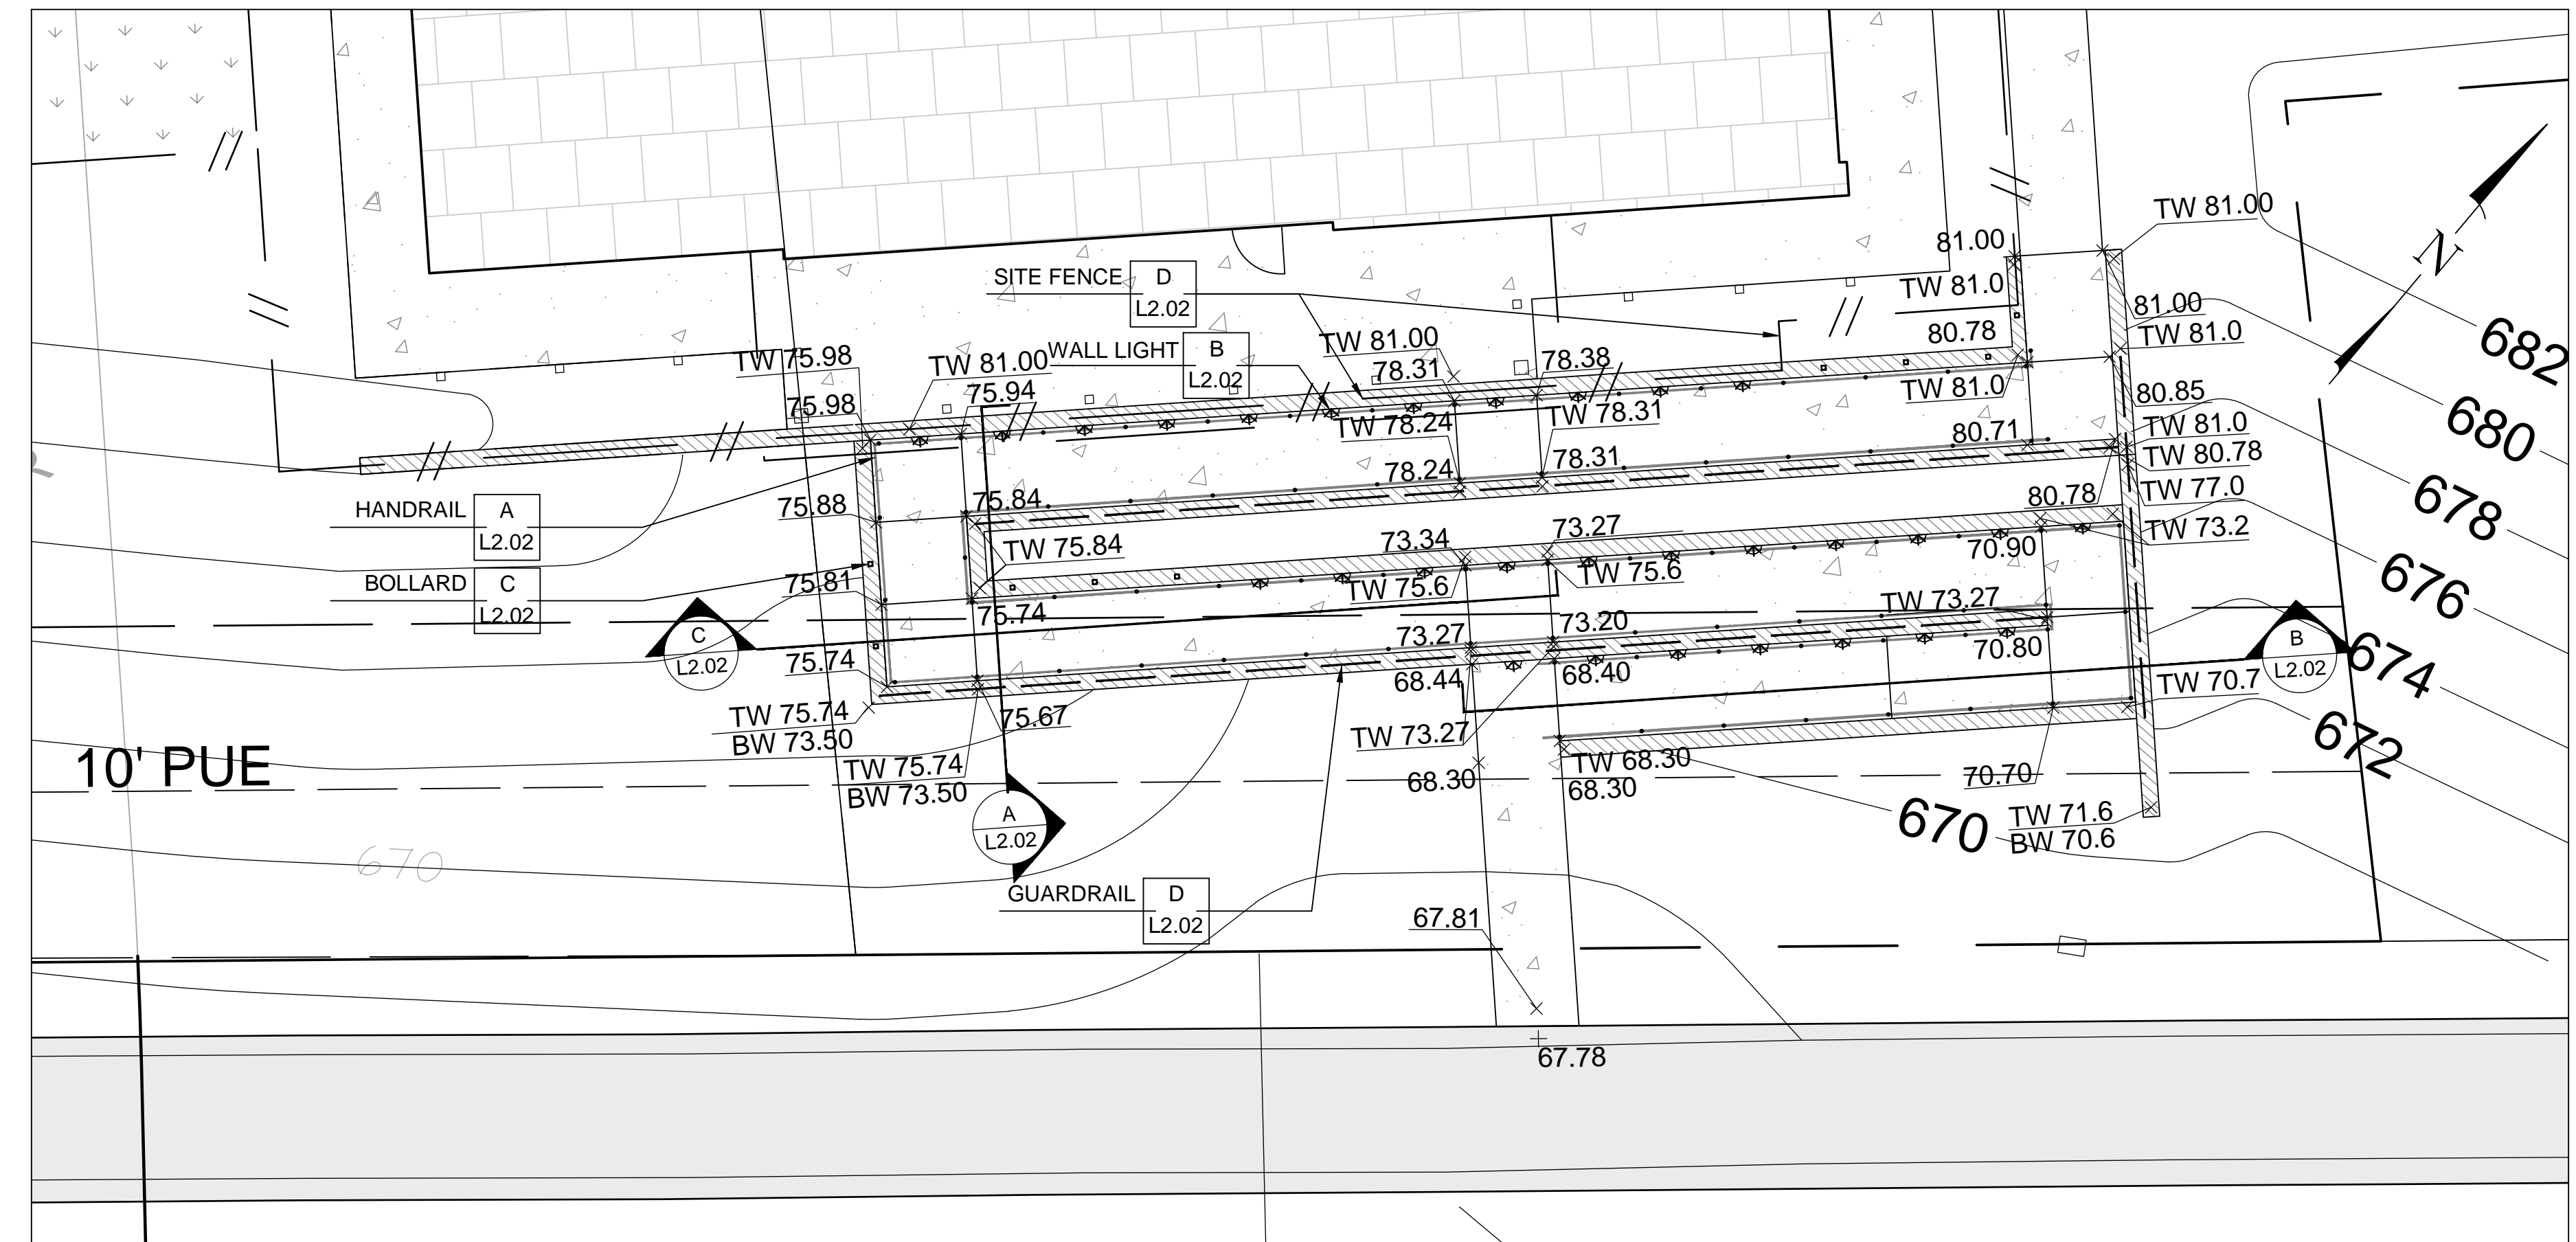 TW 81.00
81.00
SITE FENCE
D
L2.02
TW 81.0
81.00
TW 81.0
682
N
WALL LIGHT
B
L2.02
TW 81.00
78.31
78.38
80.78
TW 75.98
TW 81.00
75.94
75.98
TW 81.0
80.85
TW 78.24
TW 78.31
80.71
TW 81.0
TW 80.78
680
78.24
78.31
80.78
TW 77.0
678
HANDRAIL
A
L2.02
75.88
75.84
TW 75.84
73.34
73.27
70.90
TW 73.2
BOLLARD
C
L2.02
75.81
75.74
TW 75.6
TW 75.6
TW 73.27
676
C
L2.02
73.27
73.20
70.80
B
L2.02
674
75.74
68.44
68.40
TW 70.7
TW 75.74
BW 73.50
75.67
TW 73.27
672
10' PUE
TW 75.74
BW 73.50
68.30
TW 68.30
68.30
70.70
670
TW 71.6
BW 70.6
A
L2.02
670
GUARDRAIL
D
L2.02
67.81
67.78